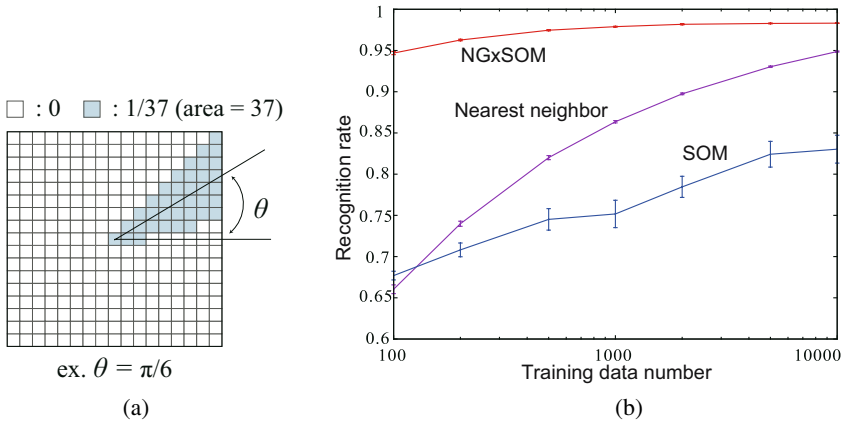 : 0 : 1/37 (area = 37)
θ
ex. θ = π/6
(a)
1
0.95
0.9
0.85
0.8
0.75
0.7
0.65
0.6
Recognition rate
NGxSOM
Nearest neighbor
SOM
100 1000 10000
Training data number
(b)